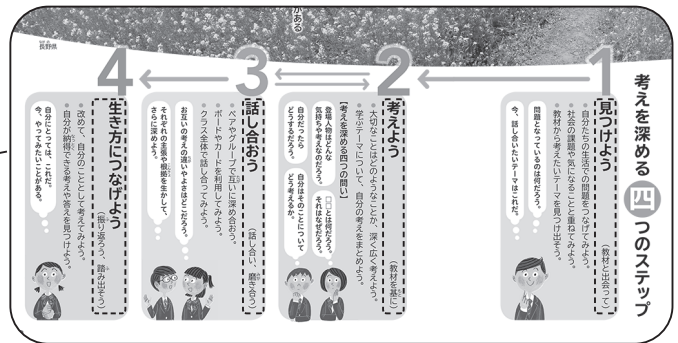 考えを深める四つのステップ
1
見つけよう
(教材と出会って)
●自分たちの生活での問題をつなげてみよう。
●社会の課題や気になることと重ねてみよう。
●教材から考えたいテーマを見つけ出そう。
問題となっているのは何だろう。
今、話し合いたいテーマはこれだ。
2
考えよう
(教材を基に)
●大切なことはどのようなことか、深く広く考えよう。
●学ぶテーマについて、自分の考えをまとめよう。
【考えを深める四つの問い】
登場人物はどんな
気持ちや考えなのだろう。
□□とは何だろう。
それはなぜだろう。
自分だったら
どうするだろう。
自分はそのことについて
どう考えるか。
3
話し合おう
(話し合い、磨き合う)
●ペアやグループで互いに深め合おう。
●ボードやカードを利用してみよう。
●クラス全体で話し合ってみよう。
お互いの考えの違いやよさはどこだろう。
それぞれの主張や根拠を生かして、
さらに深めよう。
4
生き方につなげよう
(振り返ろう、踏み出そう)
●改めて、自分のこととして考えてみよう。
●自分が納得できる考えや答えを見つけよう。
自分にとっては、これだ。
今、やってみたいことがある。
がある
長野県